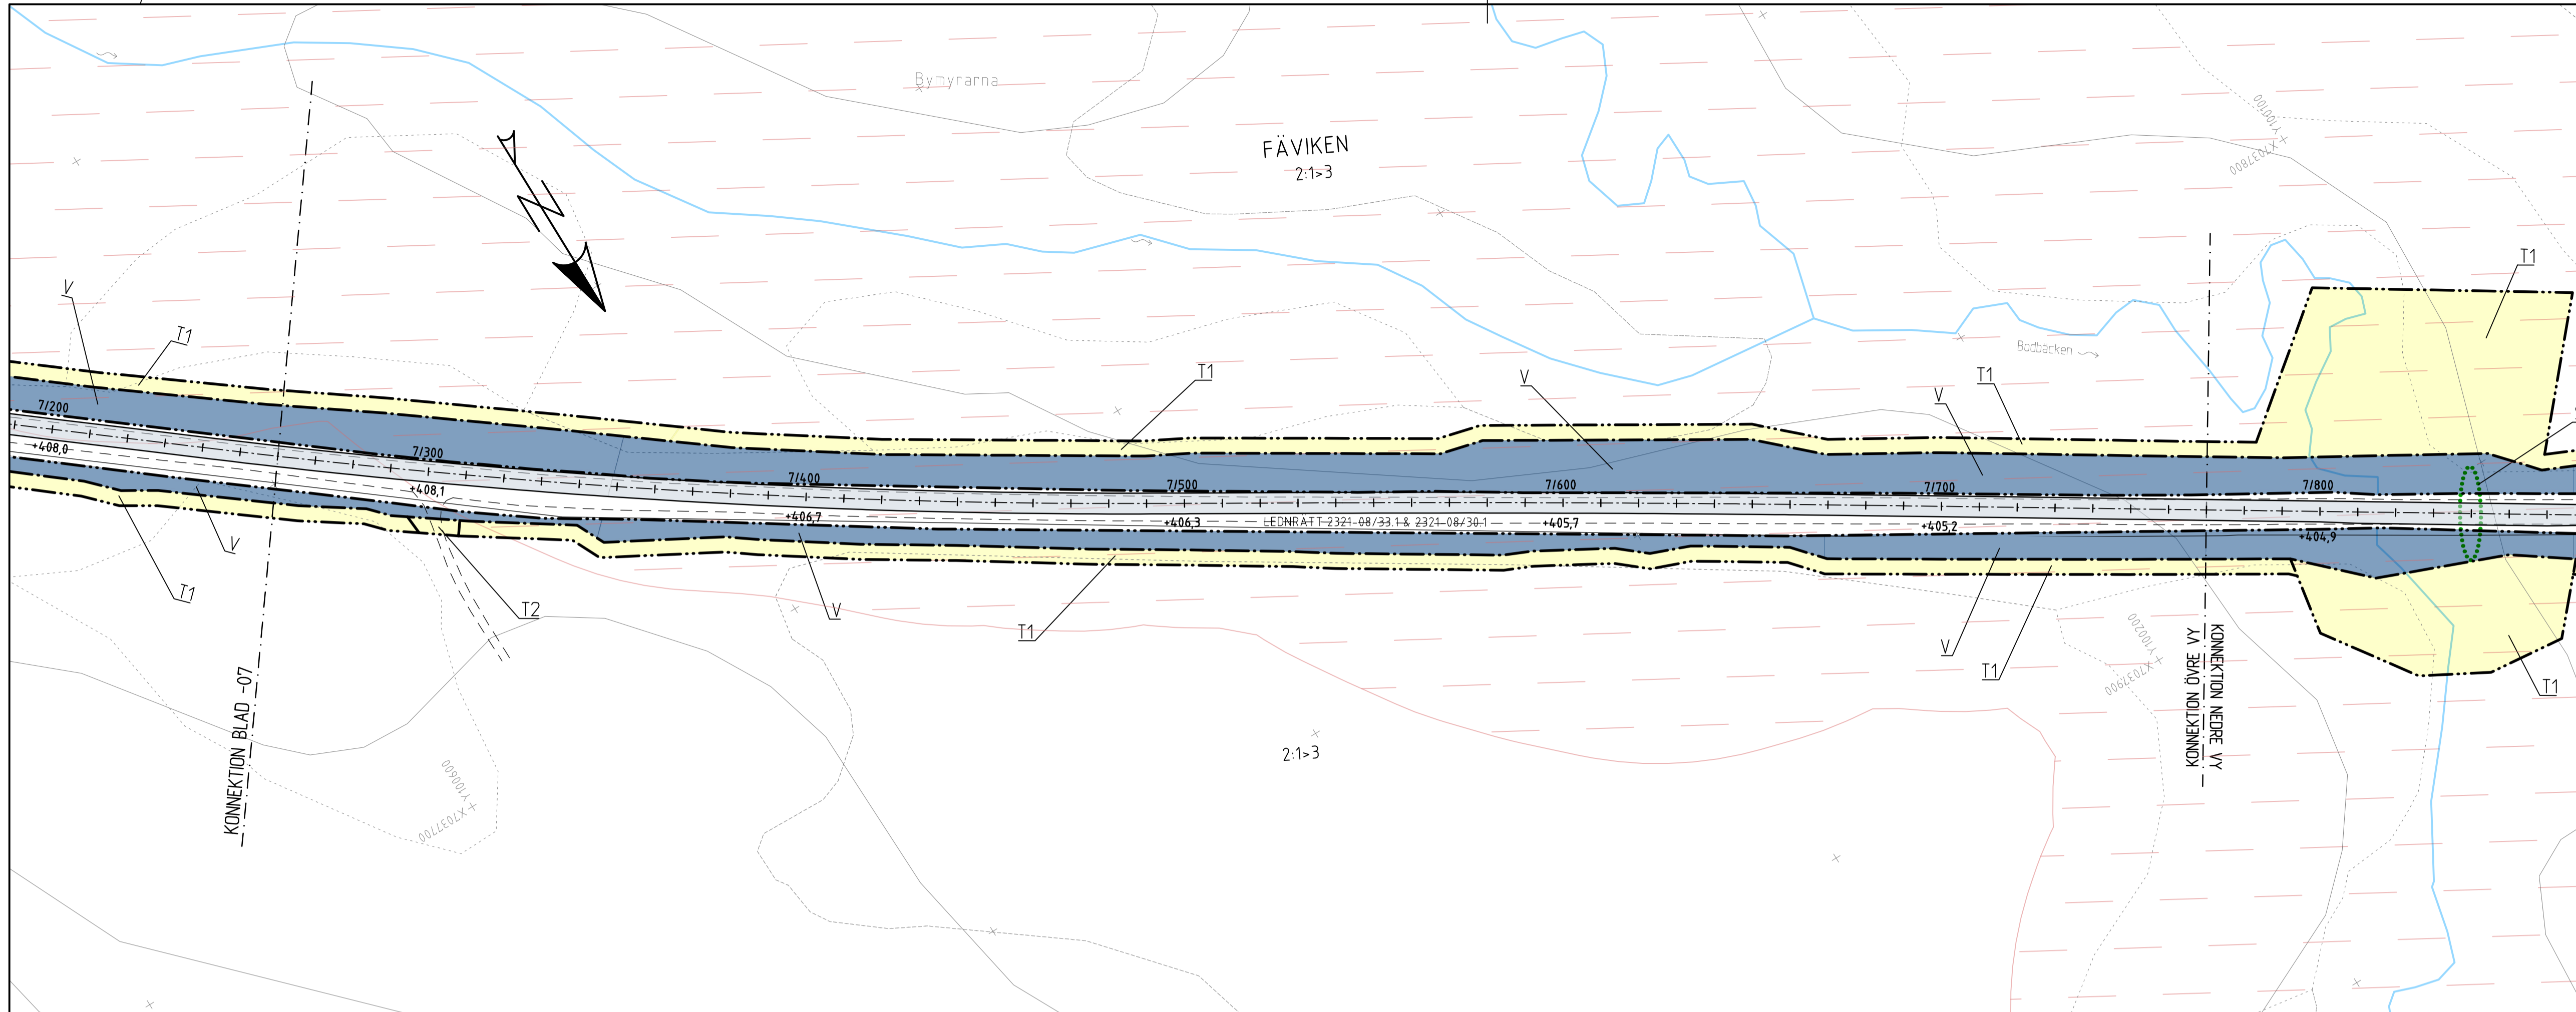 Bymyrarna
FÄVIKEN
2:1>3
Y100100
X7037800
T1
V
T1
T1
V
T1
V
Bodbäcken
7/200
7/300
7/400
7/500
7/600
7/700
7/800
+408,0
+408,1
+406,7
+406,3
LEDNRÄTT 2321-08/33.1 & 2321-08/30.1
+405,7
+405,2
+404,9
V
T1
T2
V
T1
V
T1
T1
Y100200
X7037900
KONNEKTION BLAD -07
KONNEKTION ÖVRE VY
KONNEKTION NEDRE VY
2:1>3
Y100600
X7037700